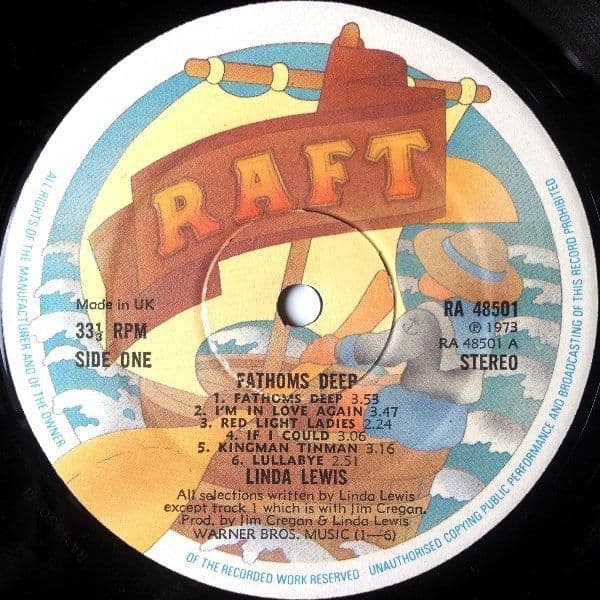 RAFT
Made in UK
33⅓ RPM
SIDE ONE
RA 48501
℗ 1973
RA 48501 A
STEREO
FATHOMS DEEP
1. FATHOMS DEEP 3.53
2. I'M IN LOVE AGAIN 3.47
3. RED LIGHT LADIES 2.24
4. IF I COULD 3.06
5. KINGMAN TINMAN 3.16
6. LULLABYE 2.51
LINDA LEWIS
All selections written by Linda Lewis
except track 1 which is with Jim Cregan.
Prod. by Jim Cregan & Linda Lewis
WARNER BROS. MUSIC (1—6)
ALL RIGHTS OF THE MANUFACTURER AND OF THE OWNER
OF THE RECORDED WORK RESERVED
UNAUTHORISED COPYING PUBLIC PERFORMANCE AND BROADCASTING OF THIS RECORD PROHIBITED